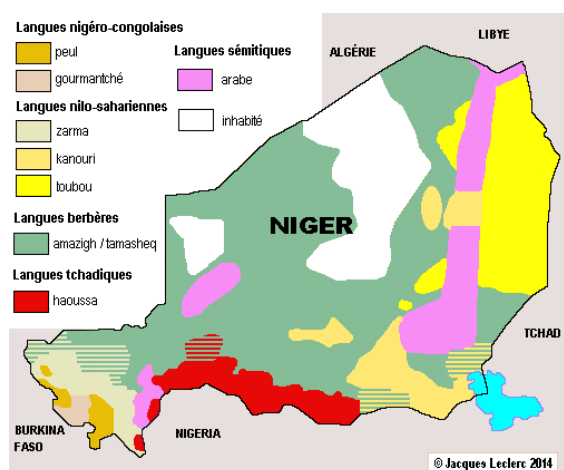 Langues nigéro-congolaises
peul
gourmantché
Langues nilo-sahariennes
zarma
kanouri
toubou
Langues berbères
amazigh / tamasheq
Langues tchadiques
haoussa
Langues sémitiques
arabe
inhabité
ALGÉRIE
LIBYE
NIGER
TCHAD
BURKINA
FASO
NIGERIA
© Jacques Leclerc 2014